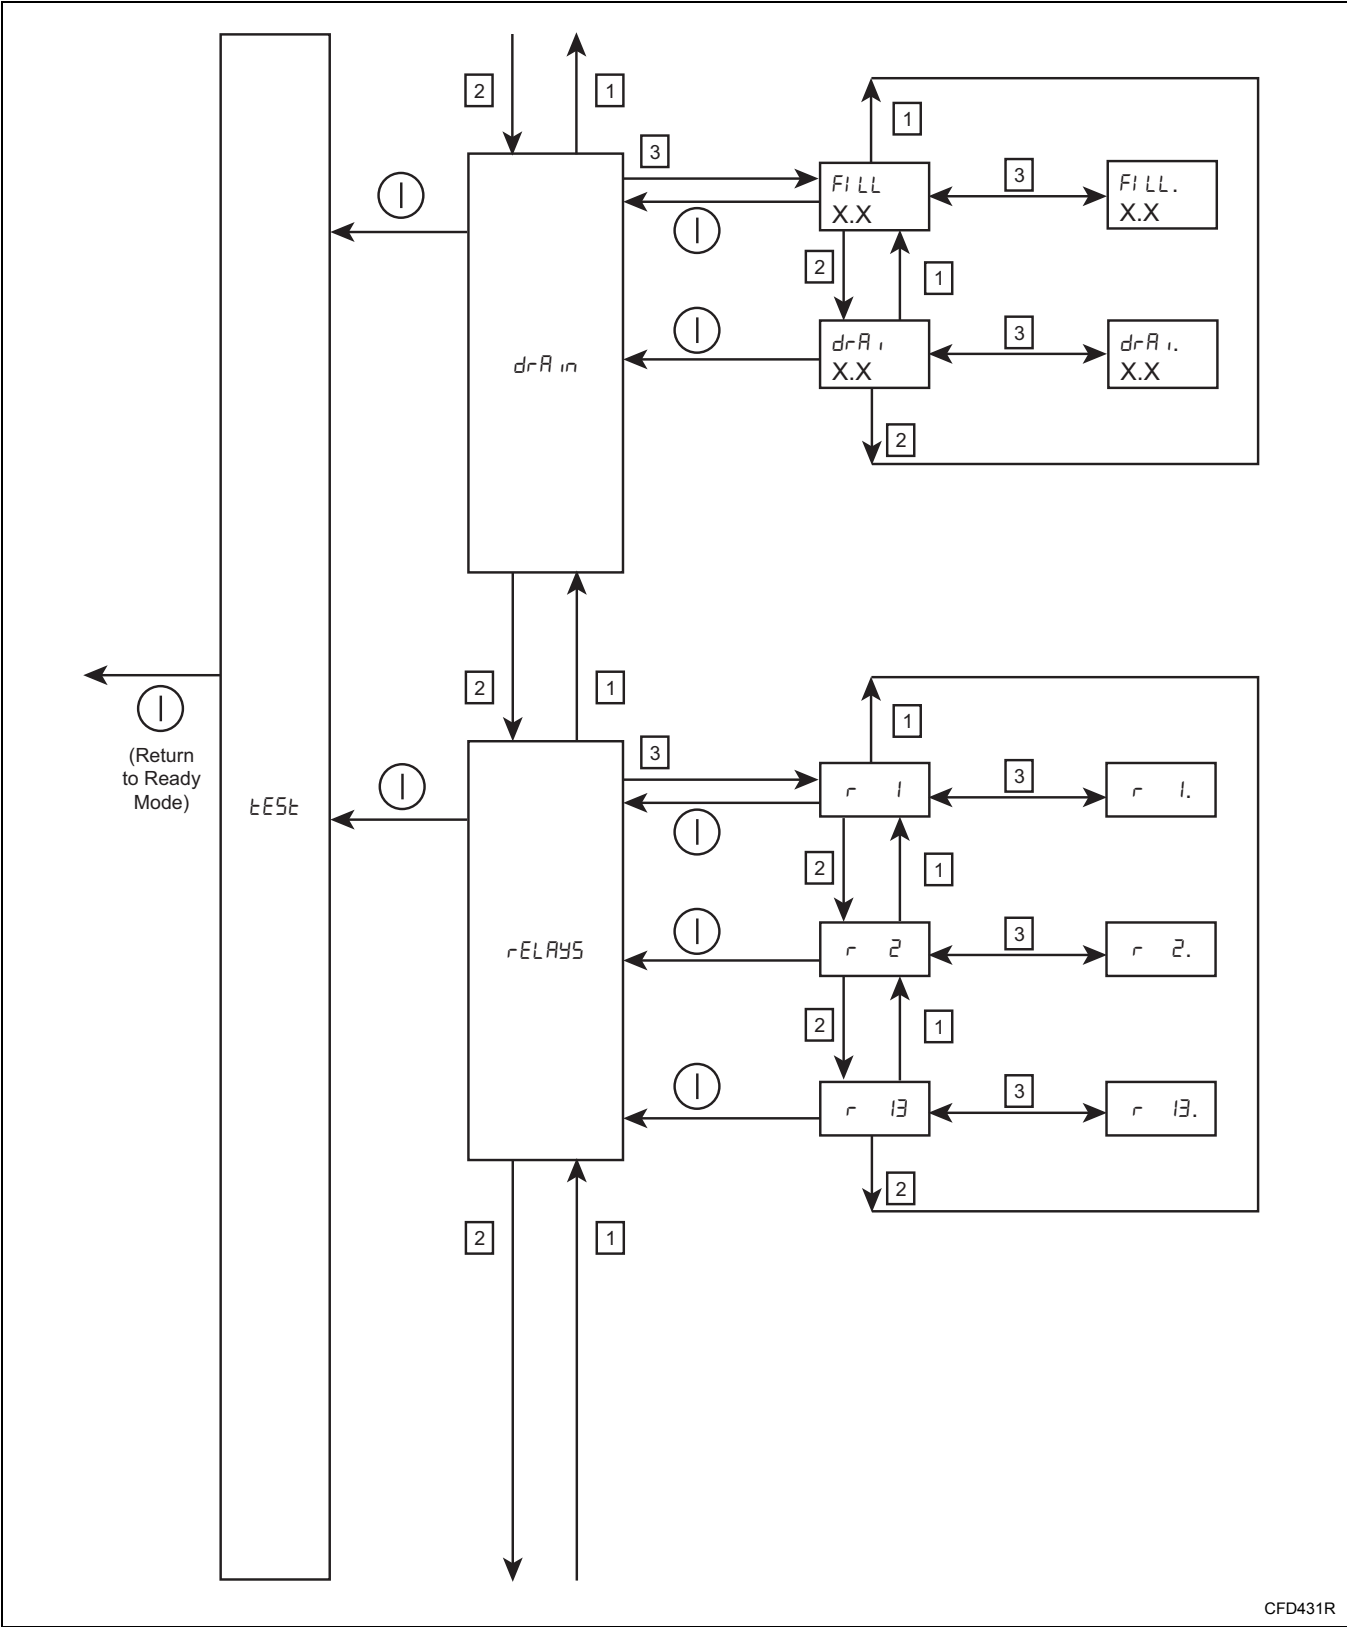 2
1
3
1
FILL
X.X
3
FILL.
X.X
2
1
drAin
drAi
X.X
3
drAi.
X.X
2
2
1
3
1
(Return
to Ready
Mode)
tESt
r 1
3
r 1.
2
1
rELAYS
r 2
3
r 2.
2
1
r 13
3
r 13.
2
2
1
CFD431R